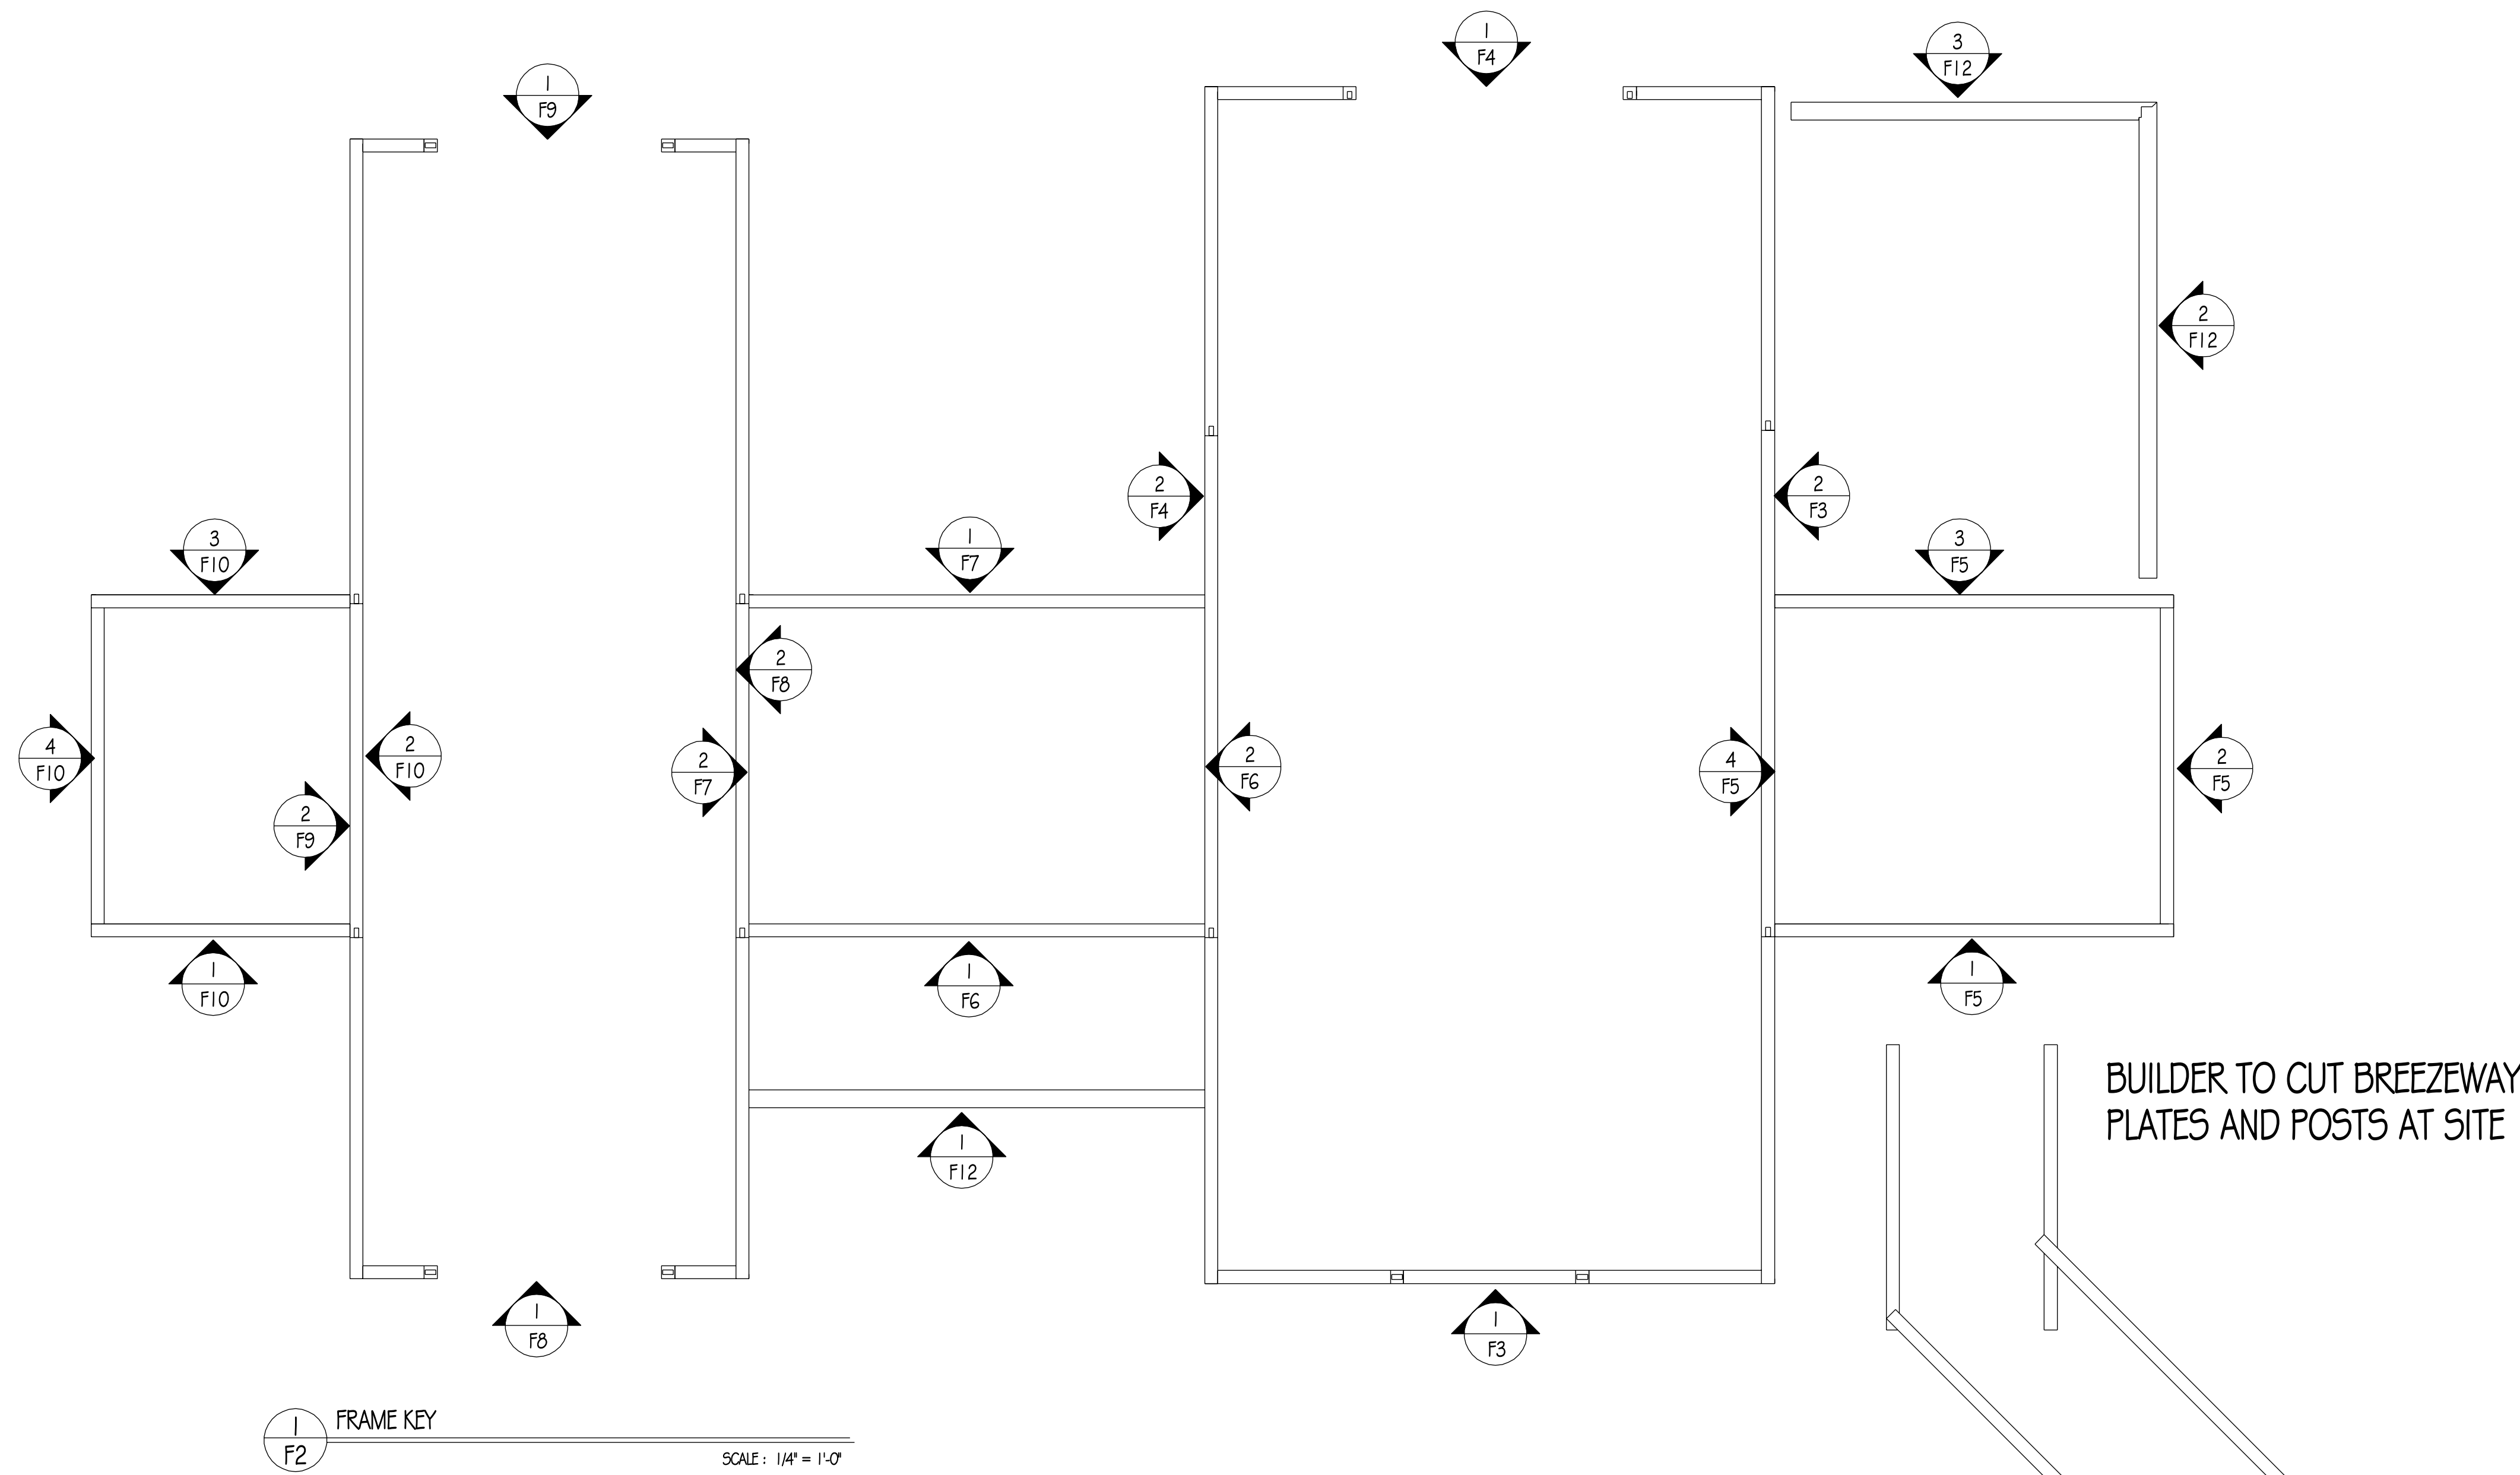 1
F4
3
F12
1
F9
2
F12
2
F4
2
F3
3
F10
1
F7
3
F5
2
F8
4
F10
2
F10
2
F7
2
F6
4
F5
2
F5
2
F9
1
F10
1
F6
1
F5
BUILDER TO CUT BREEZEWAY
PLATES AND POSTS AT SITE
1
F12
1
F8
1
F3
1
F2
FRAME KEY
SCALE : 1/4" = 1'-0"